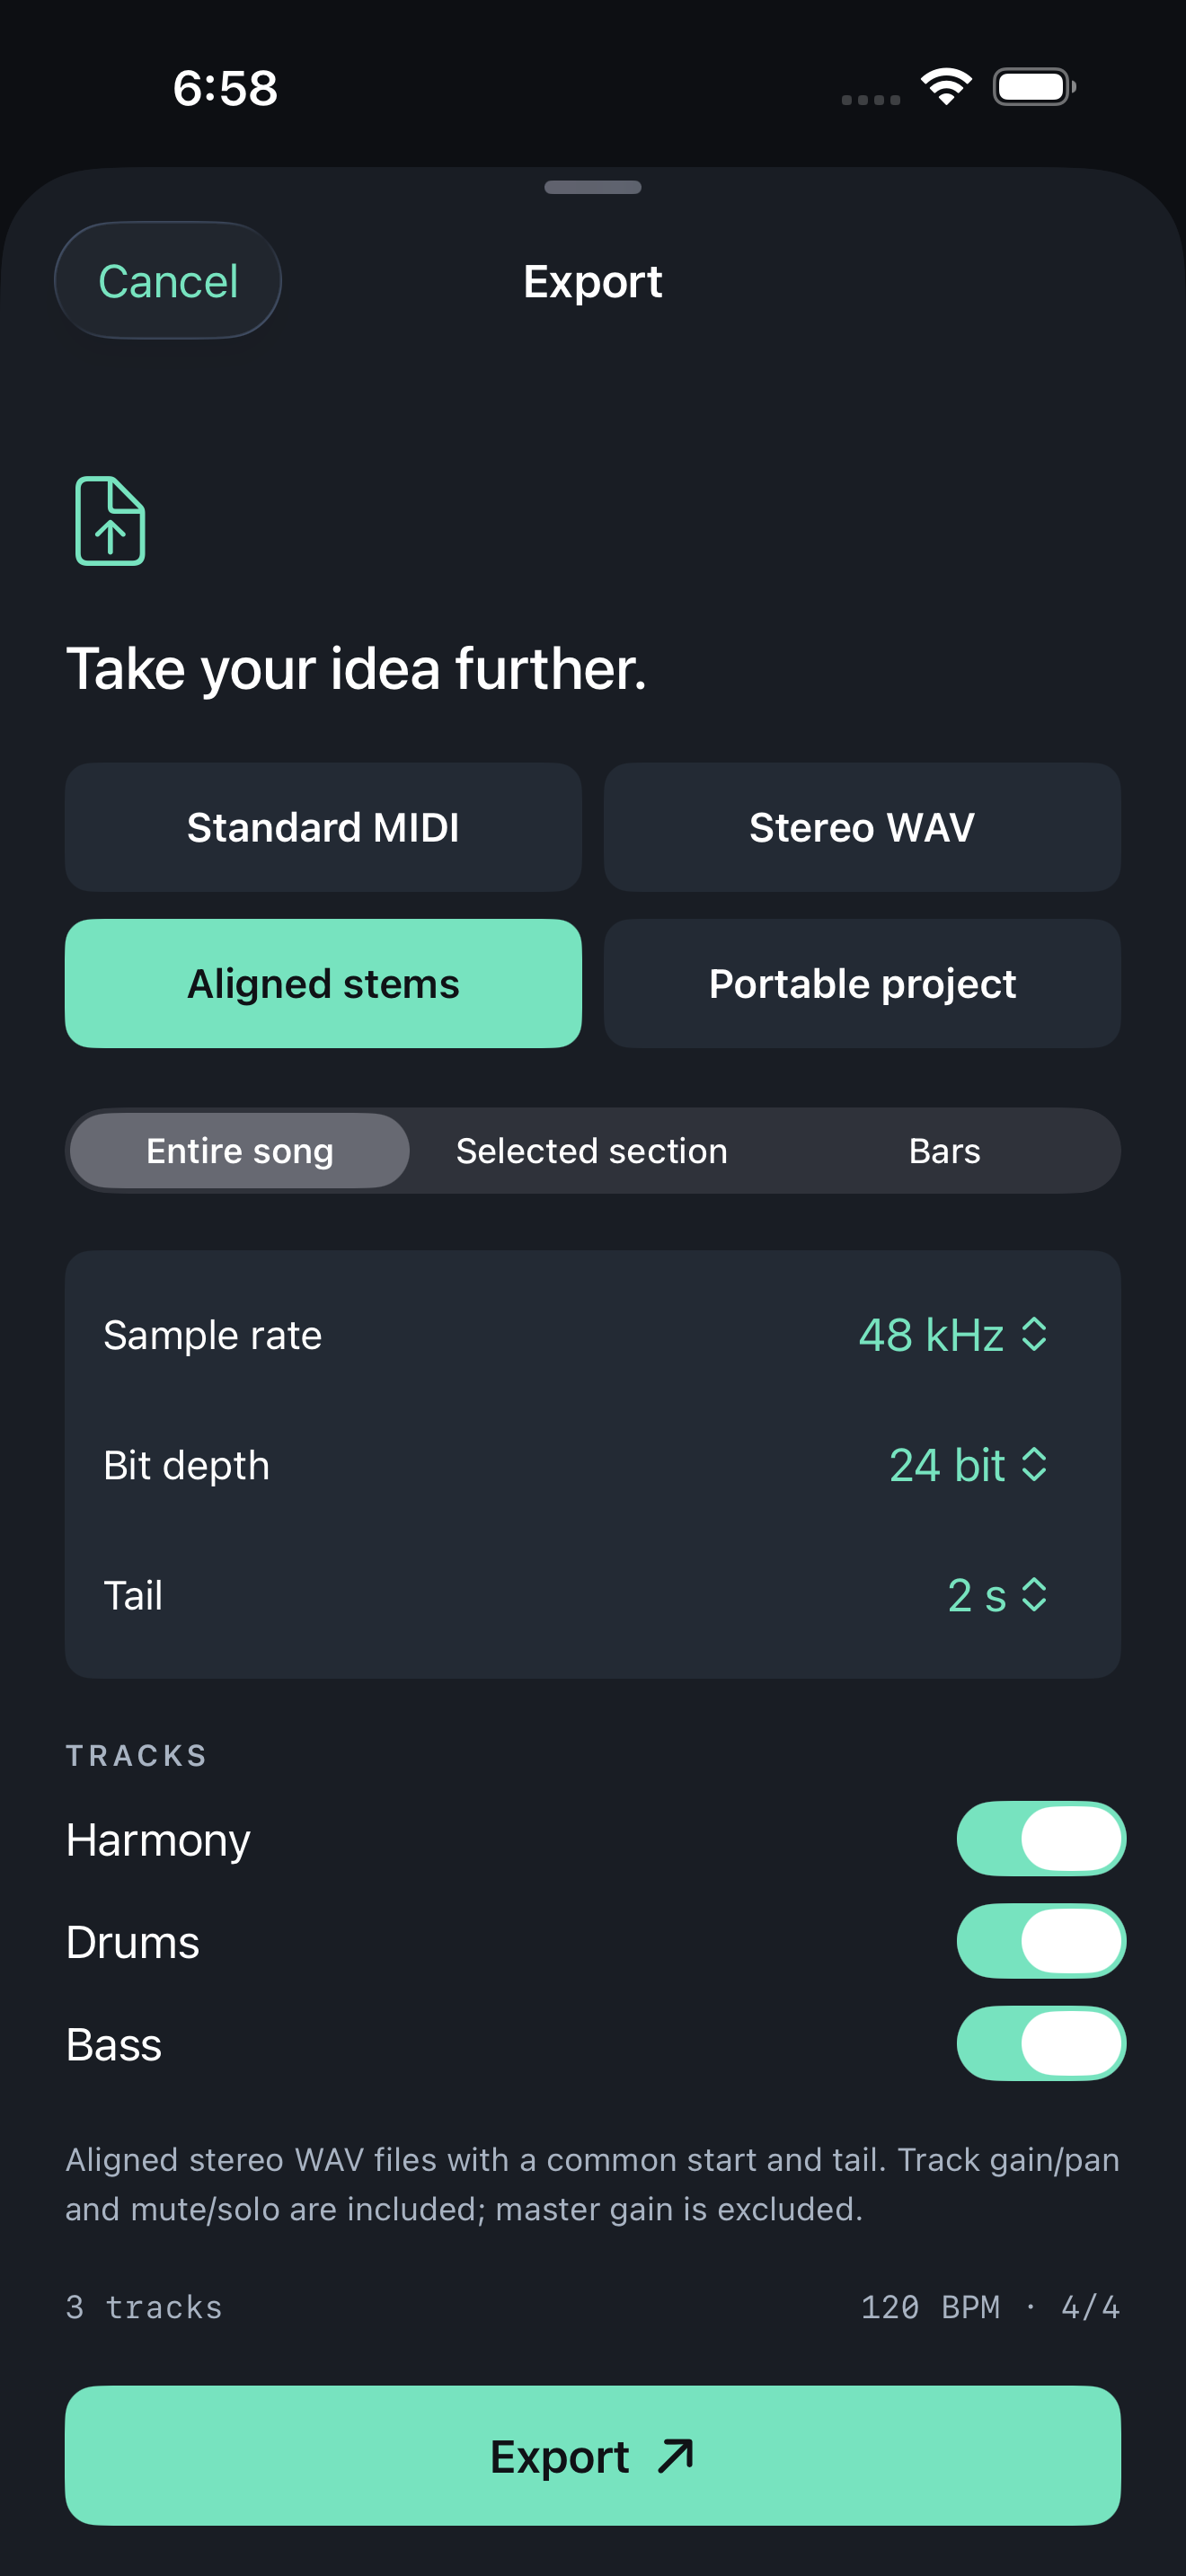 6:58
Cancel
Export
Take your idea further.
Standard MIDI
Stereo WAV
Aligned stems
Portable project
Entire song
Selected section
Bars
Sample rate
48 kHz
Bit depth
24 bit
Tail
2 s
TRACKS
Harmony
Drums
Bass
Aligned stereo WAV files with a common start and tail. Track gain/pan
and mute/solo are included; master gain is excluded.
3 tracks
120 BPM · 4/4
Export